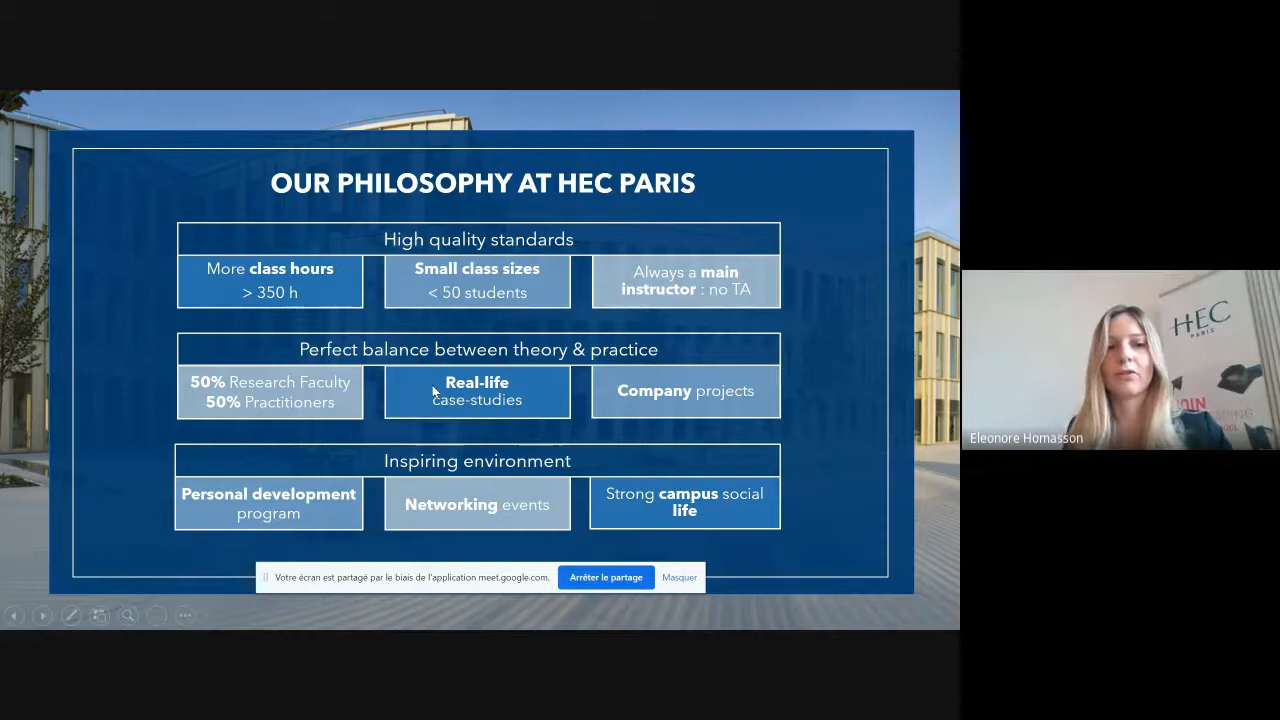 OUR PHILOSOPHY AT HEC PARIS
High quality standards
More class hours
> 350 h
Small class sizes
< 50 students
Always a main
instructor : no TA
Perfect balance between theory & practice
50% Research Faculty
50% Practitioners
Real-life
case-studies
Company projects
Inspiring environment
Personal development
program
Networking events
Strong campus social
life
Votre écran est partagé par le biais de l'application meet.google.com.
Arrêter le partage
Masquer
HEC
PARIS
Eleonore Homasson